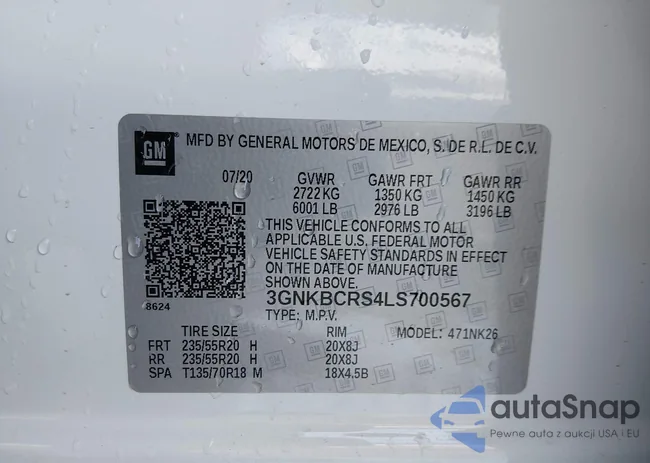 GM
MFD BY GENERAL MOTORS DE MEXICO, S. DE R.L. DE C.V.
07/20 GVWR GAWR FRT GAWR RR
2722 KG 1350 KG 1450 KG
6001 LB 2976 LB 3196 LB
THIS VEHICLE CONFORMS TO ALL
APPLICABLE U.S. FEDERAL MOTOR
VEHICLE SAFETY STANDARDS IN EFFECT
ON THE DATE OF MANUFACTURE
SHOWN ABOVE.
8624 3GNKBCRS4LS700567
TYPE: M.P.V. MODEL: 471NK26
TIRE SIZE RIM
FRT 235/55R20 H 20X8J
RR 235/55R20 H 20X8J
SPA T135/70R18 M 18X4.5B
autaSnap
Pewne auta z aukcji USA i EU